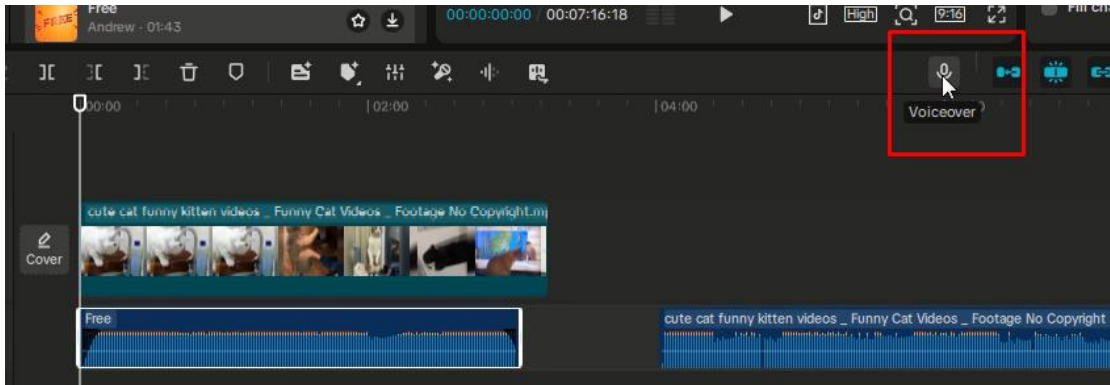 Free
FREE
Andrew · 01:43
00:00:00:00 / 00:07:16:18
High
9:16
Voiceover
00:00
02:00
04:00
cute cat funny kitten videos _ Funny Cat Videos _ Footage No Copyright.mp
Cover
Free
cute cat funny kitten videos _ Funny Cat Videos _ Footage No Copyright